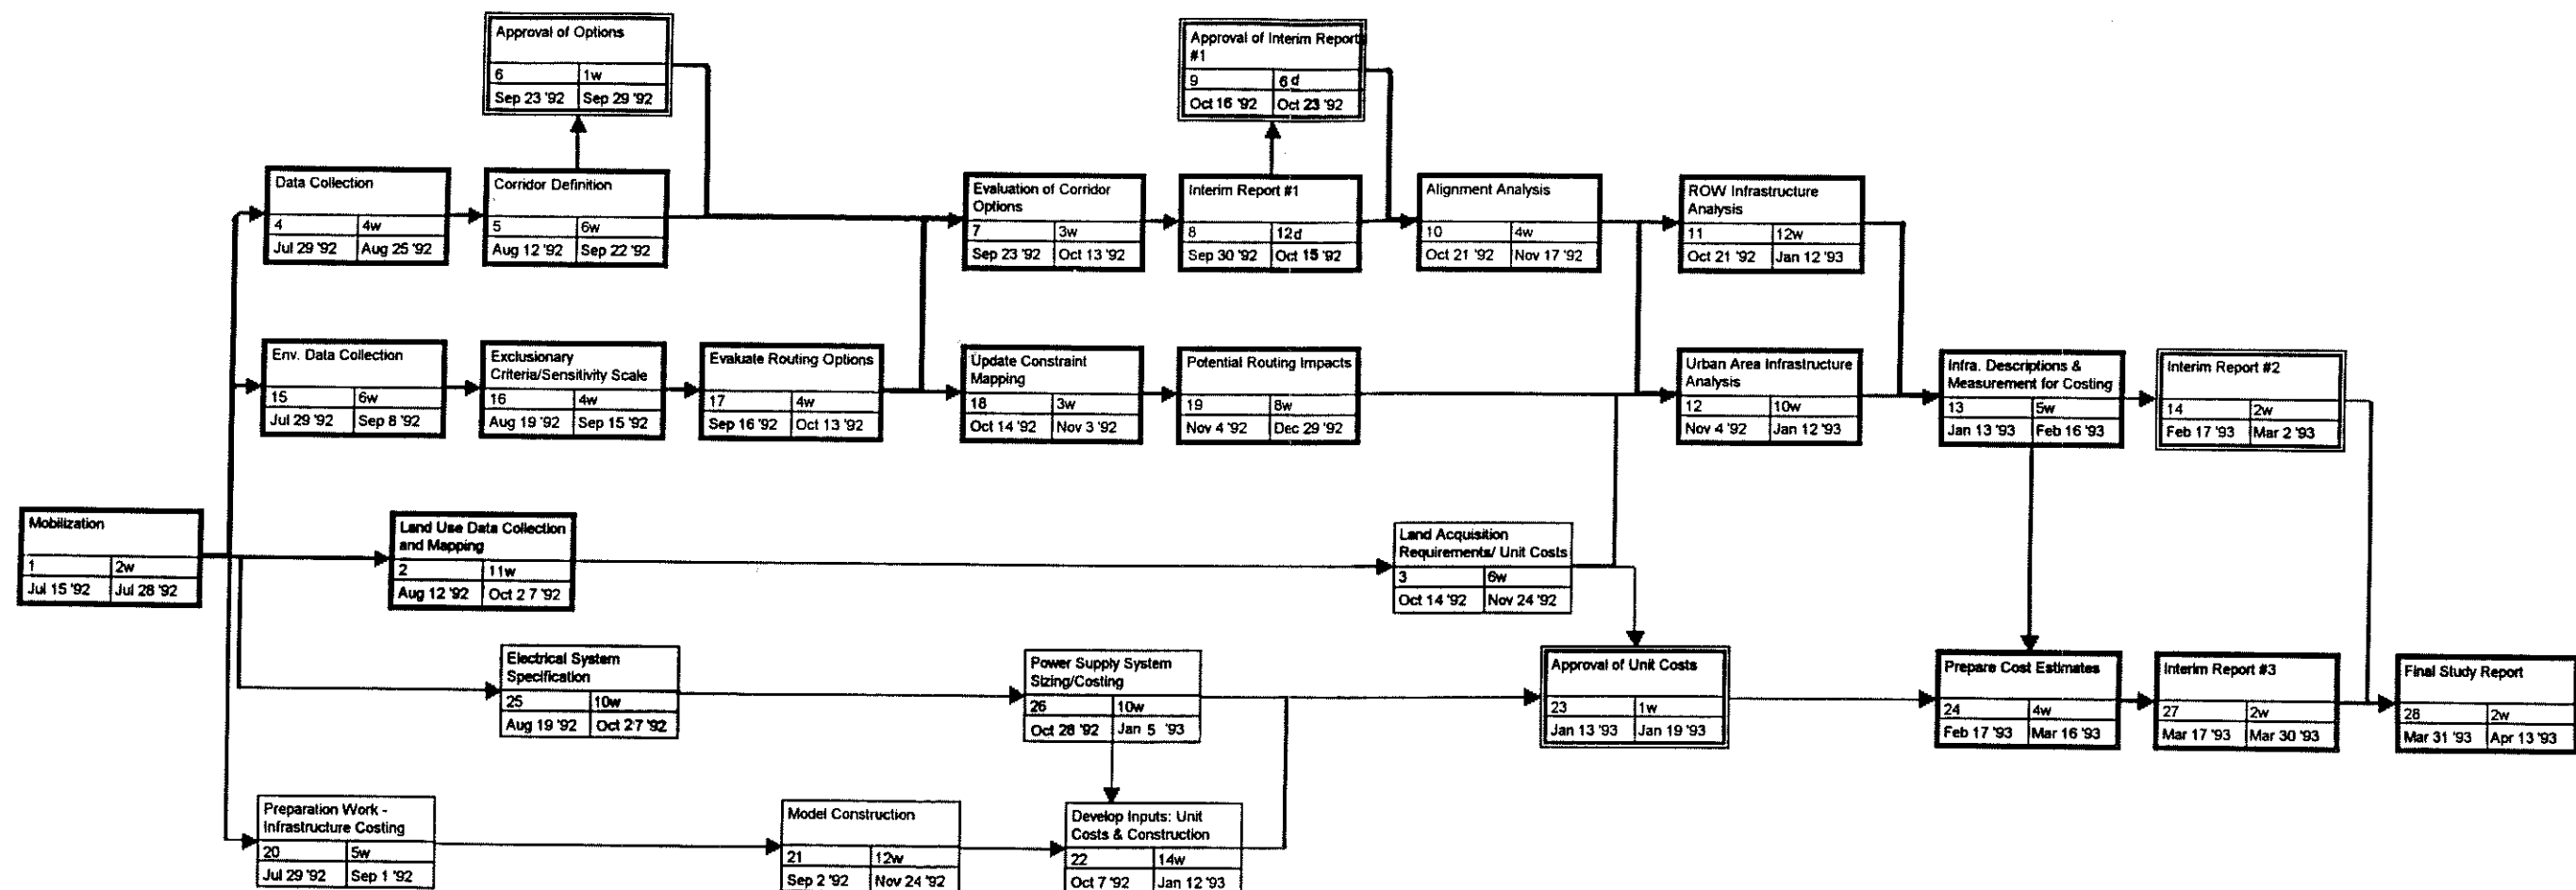 Approval of Options
6 1w
Sep 23 '92 Sep 29 '92
Approval of Interim Reports
#1
9 6 d
Oct 16 '92 Oct 23 '92
Data Collection
4 4w
Jul 29 '92 Aug 25 '92
Corridor Definition
5 6w
Aug 12 '92 Sep 22 '92
Evaluation of Corridor
Options
7 3w
Sep 23 '92 Oct 13 '92
Interim Report #1
8 12d
Sep 30 '92 Oct 15 '92
Alignment Analysis
10 4w
Oct 21 '92 Nov 17 '92
ROW Infrastructure
Analysis
11 12w
Oct 21 '92 Jan 12 '93
Env. Data Collection
15 6w
Jul 29 '92 Sep 8 '92
Exclusionary
Criteria/Sensitivity Scale
16 4w
Aug 19 '92 Sep 15 '92
Evaluate Routing Options
17 4w
Sep 16 '92 Oct 13 '92
Update Constraint
Mapping
18 3w
Oct 14 '92 Nov 3 '92
Potential Routing Impacts
19 8w
Nov 4 '92 Dec 29 '92
Urban Area Infrastructure
Analysis
12 10w
Nov 4 '92 Jan 12 '93
Infra. Descriptions &
Measurement for Costing
13 5w
Jan 13 '93 Feb 16 '93
Interim Report #2
14 2w
Feb 17 '93 Mar 2 '93
Mobilization
1 2w
Jul 15 '92 Jul 28 '92
Land Use Data Collection
and Mapping
2 11w
Aug 12 '92 Oct 2 7 '92
Land Acquisition
Requirements/ Unit Costs
3 6w
Oct 14 '92 Nov 24 '92
Electrical System
Specification
25 10w
Aug 19 '92 Oct 27 '92
Power Supply System
Sizing/Costing
26 10w
Oct 28 '92 Jan 5 '93
Approval of Unit Costs
23 1w
Jan 13 '93 Jan 19 '93
Prepare Cost Estimates
24 4w
Feb 17 '93 Mar 16 '93
Interim Report #3
27 2w
Mar 17 '93 Mar 30 '93
Final Study Report
28 2w
Mar 31 '93 Apr 13 '93
Preparation Work -
Infrastructure Costing
20 5w
Jul 29 '92 Sep 1 '92
Model Construction
21 12w
Sep 2 '92 Nov 24 '92
Develop Inputs: Unit
Costs & Construction
22 14w
Oct 7 '92 Jan 12 '93